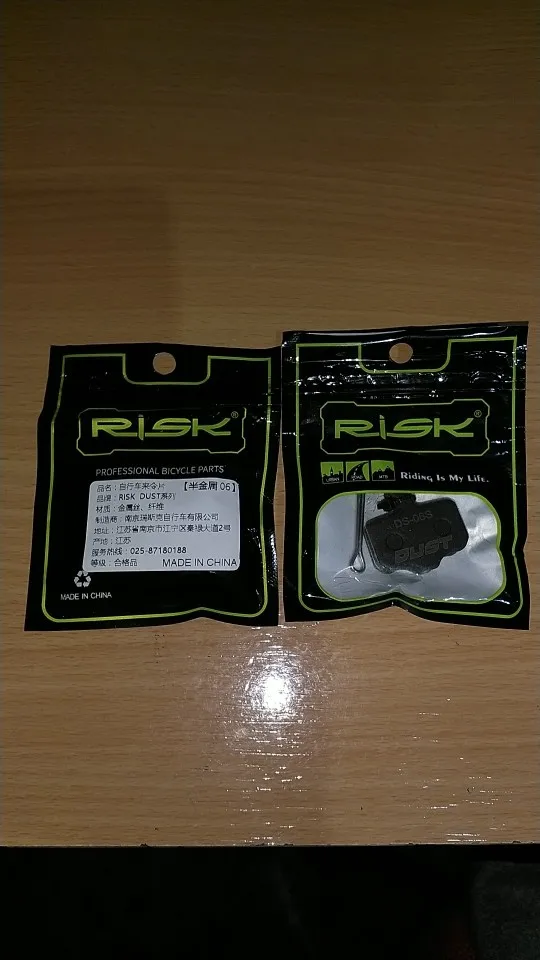 RISK®
PROFESSIONAL BICYCLE PARTS
品名：自行车来令片 【半金属 06】
品牌：RISK DUST系列
材质：金属丝、纤维
制造商：南京瑞斯克自行车有限公司
地址：江苏省南京市江宁区秦禄大道2号
产地：江苏
服务热线：025-87180188
等级：合格品 MADE IN CHINA
MADE IN CHINA
RISK®
URBAN ROAD MTB Riding Is My Life.
DS-06S
DUST